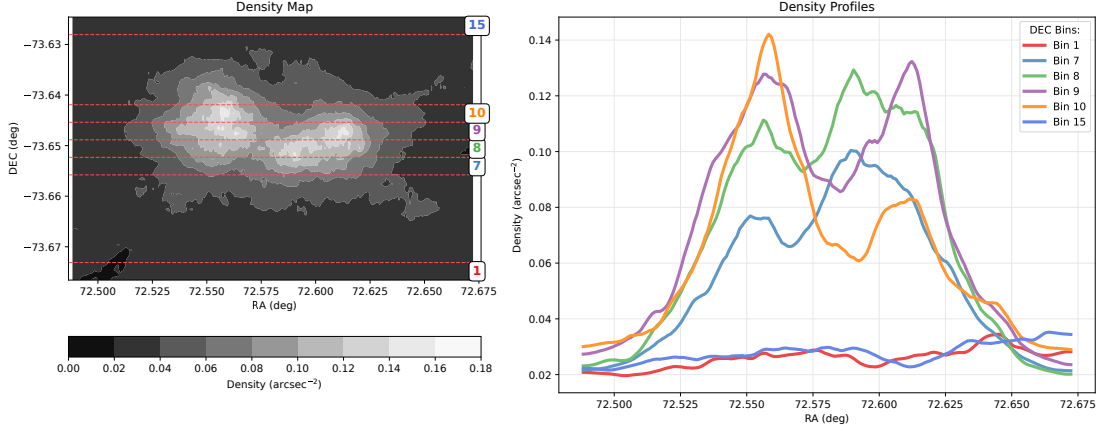 Density Map
DEC (deg)
−73.63
−73.64
−73.65
−73.66
−73.67
15
10
9
8
7
1
72.500 72.525 72.550 72.575 72.600 72.625 72.650 72.675
RA (deg)
0.00 0.02 0.04 0.06 0.08 0.10 0.12 0.14 0.16 0.18
Density (arcsec⁻²)
Density Profiles
Density (arcsec⁻²)
0.14
0.12
0.10
0.08
0.06
0.04
0.02
72.500 72.525 72.550 72.575 72.600 72.625 72.650 72.675
RA (deg)
DEC Bins:
Bin 1
Bin 7
Bin 8
Bin 9
Bin 10
Bin 15